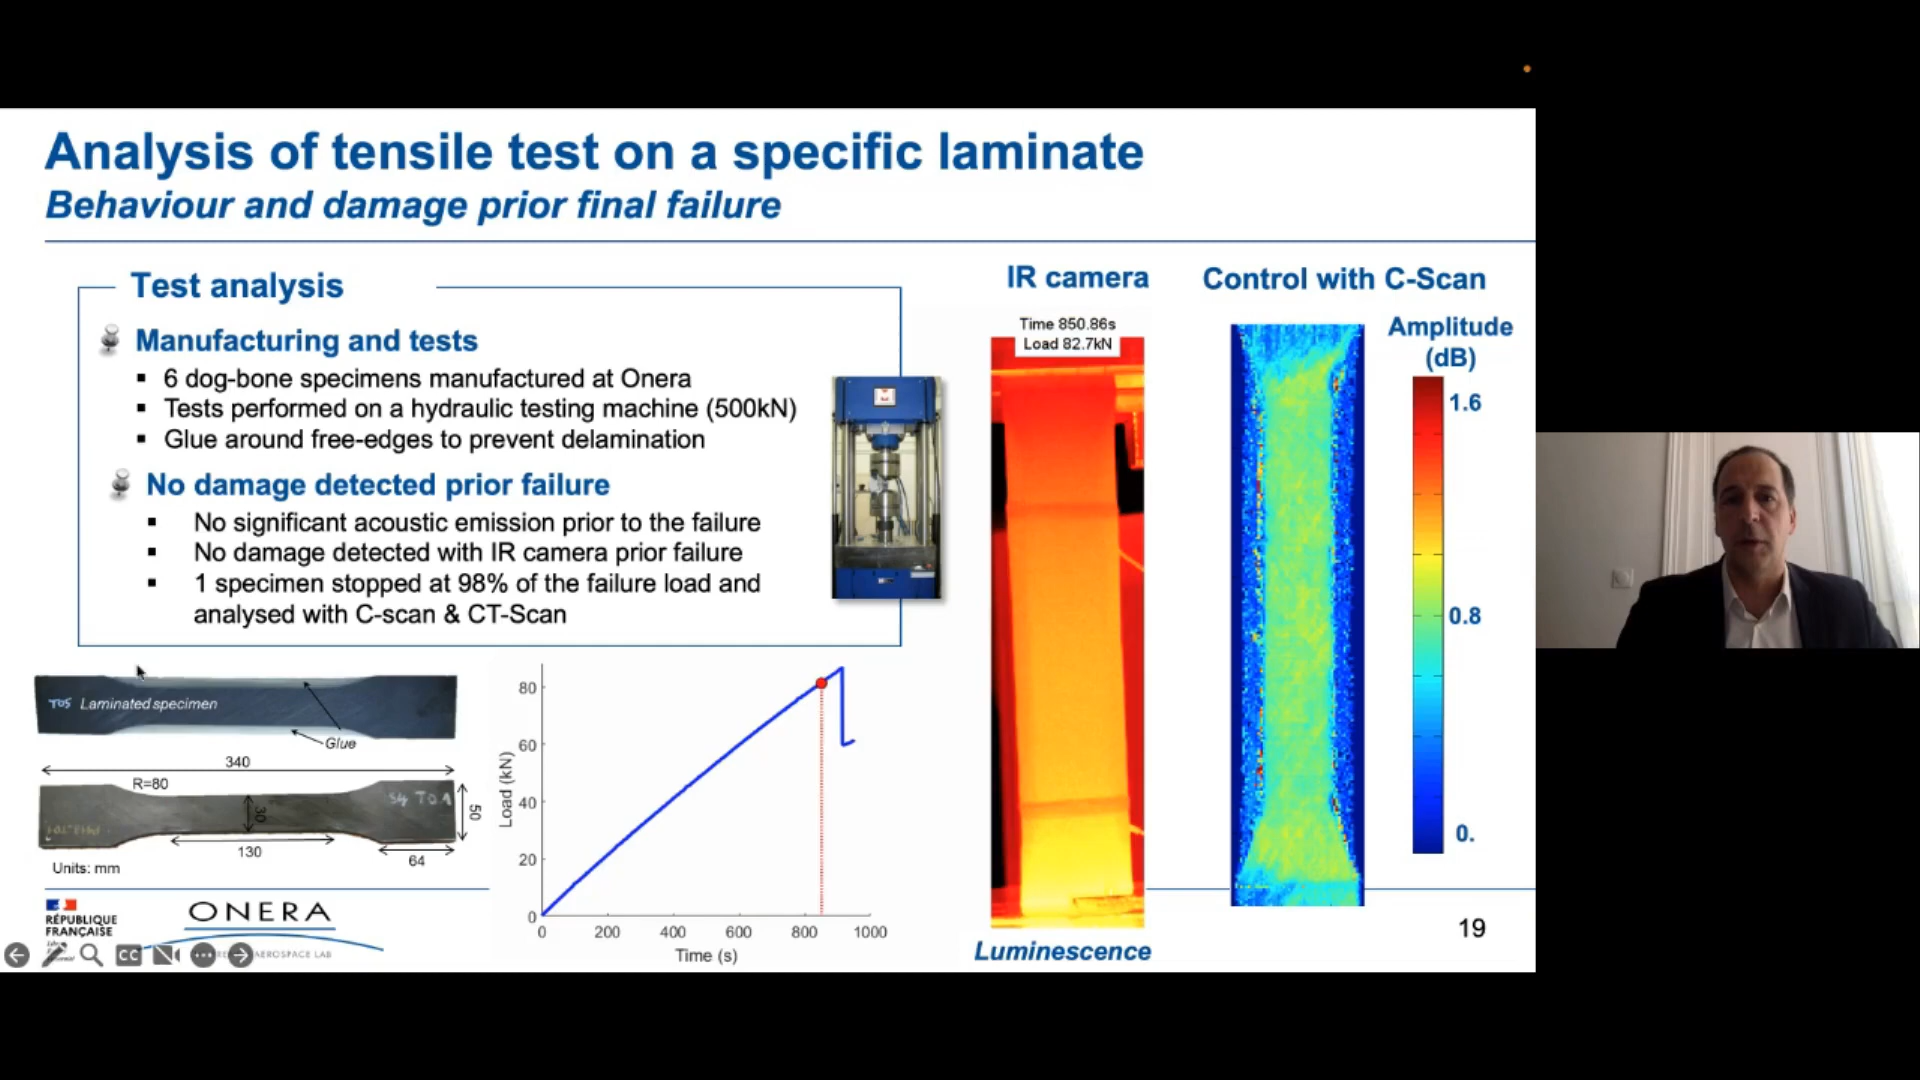 Analysis of tensile test on a specific laminate
Behaviour and damage prior final failure
Test analysis
Manufacturing and tests
6 dog-bone specimens manufactured at Onera
Tests performed on a hydraulic testing machine (500kN)
Glue around free-edges to prevent delamination
No damage detected prior failure
No significant acoustic emission prior to the failure
No damage detected with IR camera prior failure
1 specimen stopped at 98% of the failure load and
analysed with C-scan & CT-Scan
IR camera
Time 850.86s
Load 82.7kN
Luminescence
Control with C-Scan
Amplitude
(dB)
1.6
0.8
0.
T05 Laminated specimen
Glue
340
R=80
30
50
130
64
Units: mm
Load (kN)
80
60
40
20
0
0 200 400 600 800 1000
Time (s)
RÉPUBLIQUE
FRANÇAISE
ONERA
AEROSPACE LAB
CC
19